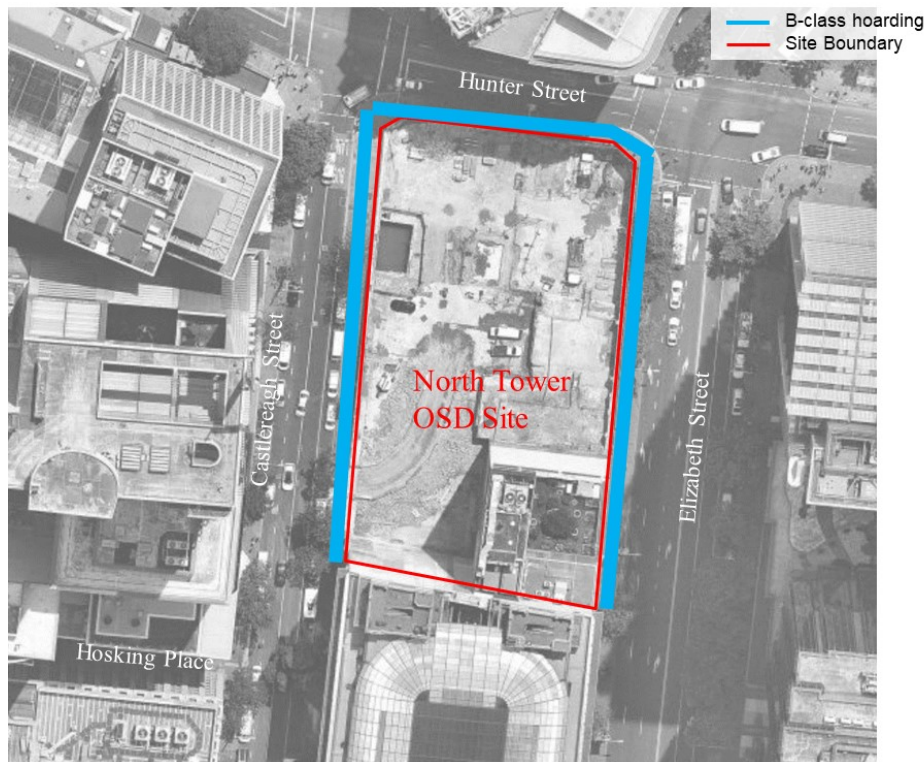 B-class hoarding
Site Boundary
Hunter Street
Castlereagh Street
North Tower
OSD Site
Elizabeth Street
Hosking Place